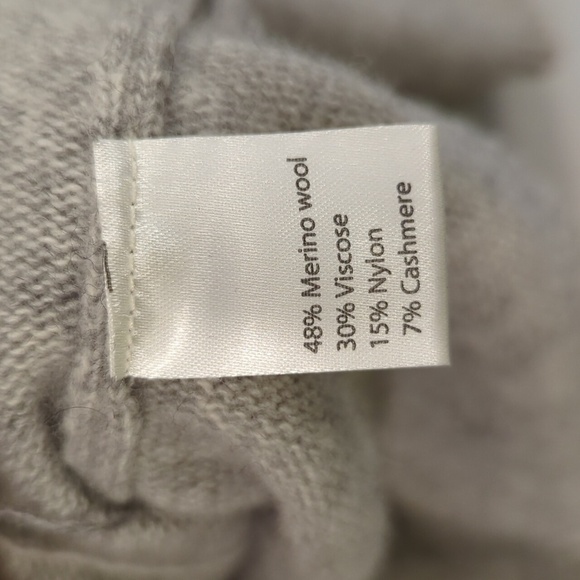 48% Merino wool
30% Viscose
15% Nylon
7% Cashmere